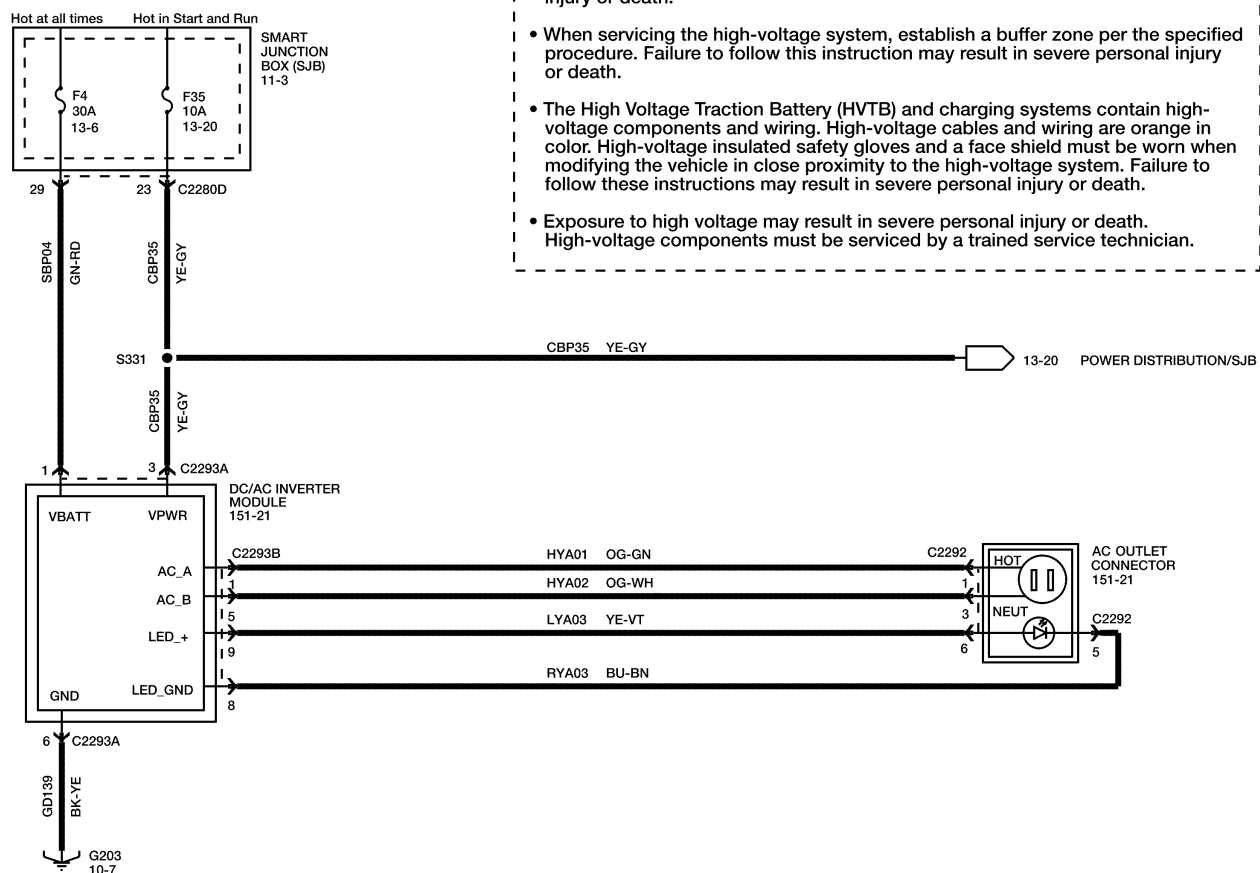 injury or death.
• When servicing the high-voltage system, establish a buffer zone per the specified
procedure. Failure to follow this instruction may result in severe personal injury
or death.
• The High Voltage Traction Battery (HVTB) and charging systems contain high-
voltage components and wiring. High-voltage cables and wiring are orange in
color. High-voltage insulated safety gloves and a face shield must be worn when
modifying the vehicle in close proximity to the high-voltage system. Failure to
follow these instructions may result in severe personal injury or death.
• Exposure to high voltage may result in severe personal injury or death.
High-voltage components must be serviced by a trained service technician.
Hot at all times
Hot in Start and Run
SMART
JUNCTION
BOX (SJB)
11-3
F4
30A
13-6
F35
10A
13-20
29
23
C2280D
SBP04
GN-RD
CBP35
YE-GY
S331
CBP35 YE-GY
13-20
POWER DISTRIBUTION/SJB
CBP35
YE-GY
1
3
C2293A
DC/AC INVERTER
MODULE
151-21
VBATT
VPWR
C2293B
HYA01 OG-GN
C2292
HOT
AC OUTLET
CONNECTOR
151-21
AC_A
1
HYA02 OG-WH
1
AC_B
5
LYA03 YE-VT
3
NEUT
C2292
LED_+
9
6
5
RYA03 BU-BN
LED_GND
8
GND
6
C2293A
GD139
BK-YE
G203
10-7